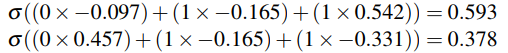 σ((0 × −0.097) + (1 × −0.165) + (1 × 0.542)) = 0.593
σ((0 × 0.457) + (1 × −0.165) + (1 × −0.331)) = 0.378